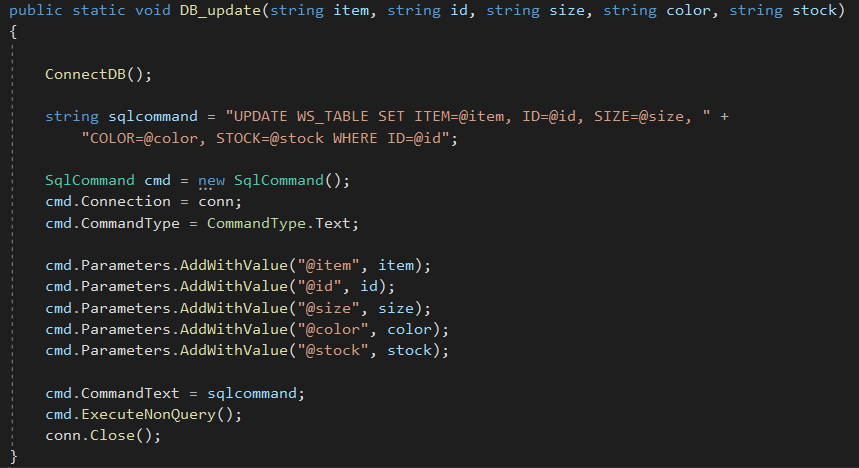 public static void DB_update(string item, string id, string size, string color, string stock)
{
ConnectDB();
string sqlcommand = "UPDATE WS_TABLE SET ITEM=@item, ID=@id, SIZE=@size, " +
"COLOR=@color, STOCK=@stock WHERE ID=@id";
SqlCommand cmd = new SqlCommand();
cmd.Connection = conn;
cmd.CommandType = CommandType.Text;
cmd.Parameters.AddWithValue("@item", item);
cmd.Parameters.AddWithValue("@id", id);
cmd.Parameters.AddWithValue("@size", size);
cmd.Parameters.AddWithValue("@color", color);
cmd.Parameters.AddWithValue("@stock", stock);
cmd.CommandText = sqlcommand;
cmd.ExecuteNonQuery();
conn.Close();
}